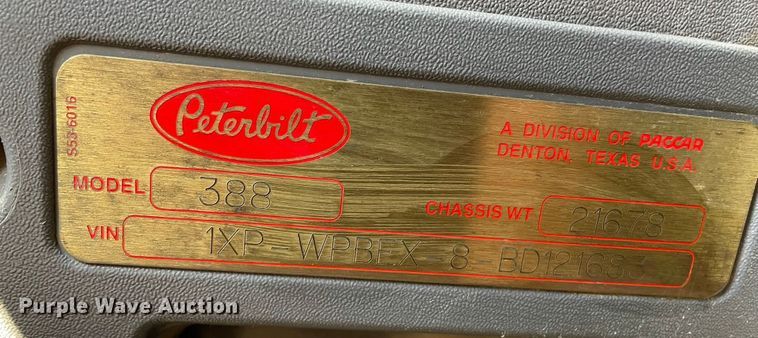 S53-6016
Peterbilt
A DIVISION OF PACCAR
DENTON, TEXAS U.S.A.
MODEL 388
CHASSIS WT 21678
VIN 1XP-WPBEX-8-BD121683
Purple Wave Auction